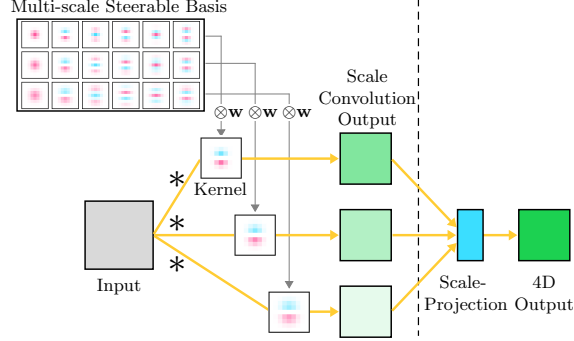 Multi-scale Steerable Basis
⊗w ⊗w ⊗w
Scale
Convolution
Output
*
Kernel
*
*
Input
Scale-
Projection
4D
Output